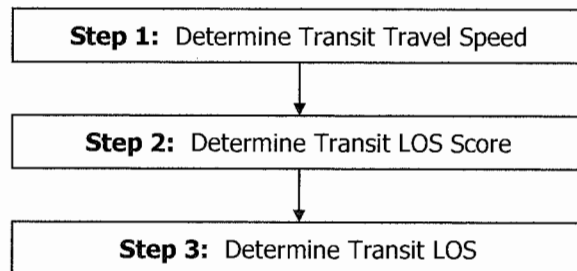 Step 1: Determine Transit Travel Speed
Step 2: Determine Transit LOS Score
Step 3: Determine Transit LOS